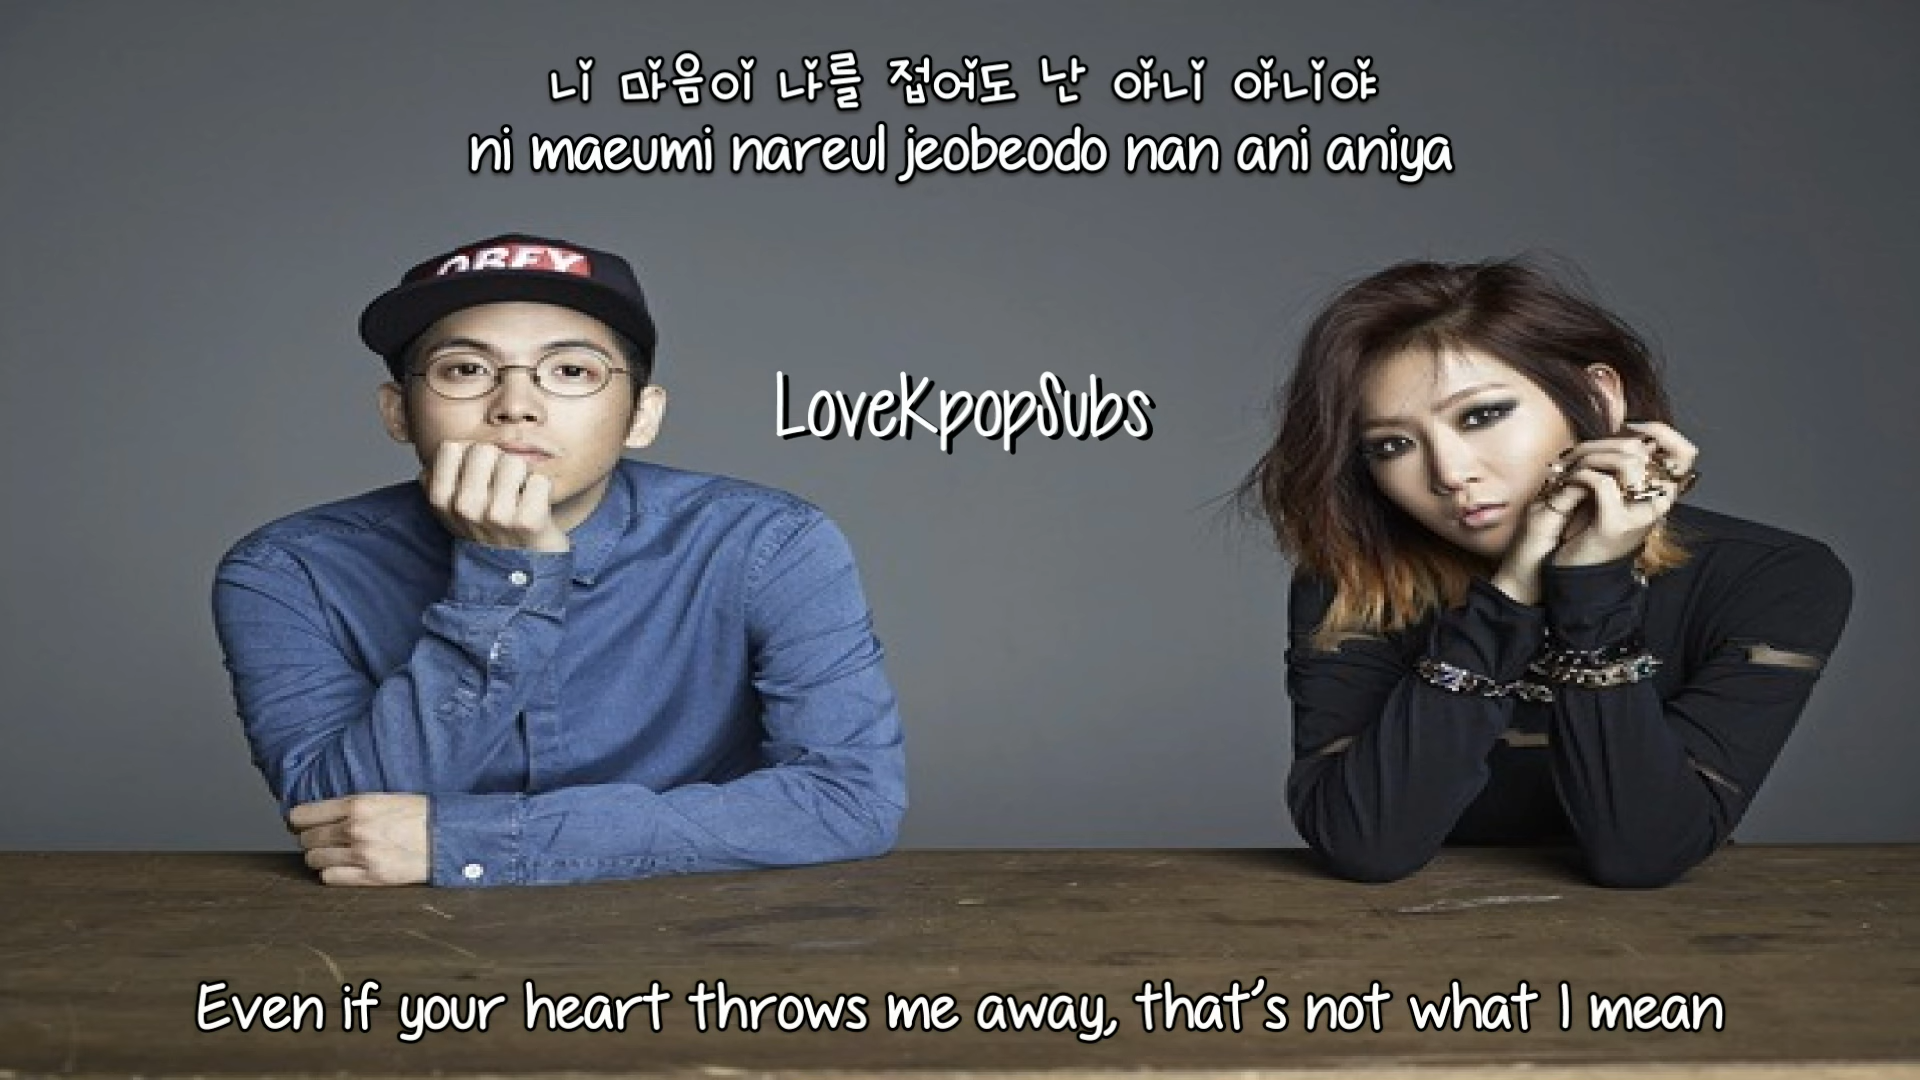 니 마음이 나를 접어도 난 아니 아니야
ni maeumi nareul jeobeodo nan ani aniya
OBEY
LoveKpopSubs
Even if your heart throws me away, that's not what I mean